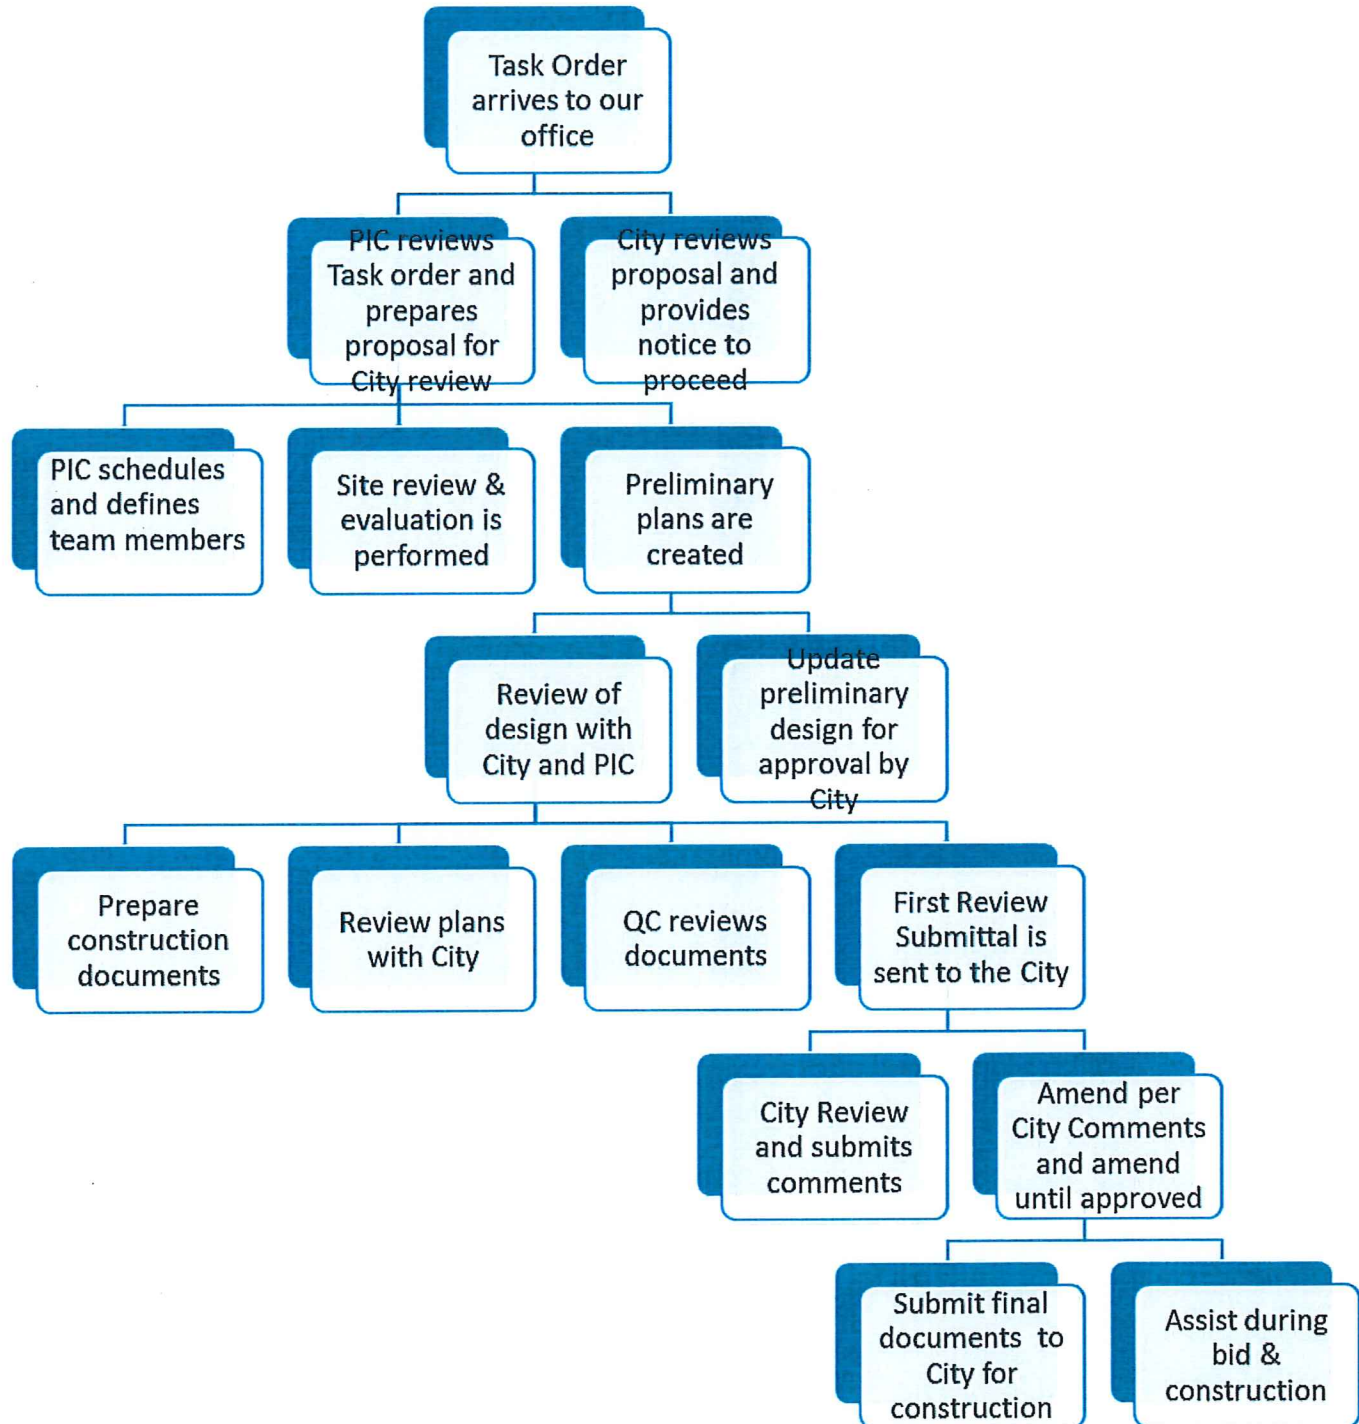 Task Order
arrives to our
office
PIC reviews
Task order and
prepares
proposal for
City review
City reviews
proposal and
provides
notice to
proceed
PIC schedules
and defines
team members
Site review &
evaluation is
performed
Preliminary
plans are
created
Review of
design with
City and PIC
Update
preliminary
design for
approval by
City
Prepare
construction
documents
Review plans
with City
QC reviews
documents
First Review
Submittal is
sent to the City
City Review
and submits
comments
Amend per
City Comments
and amend
until approved
Submit final
documents to
City for
construction
Assist during
bid &
construction